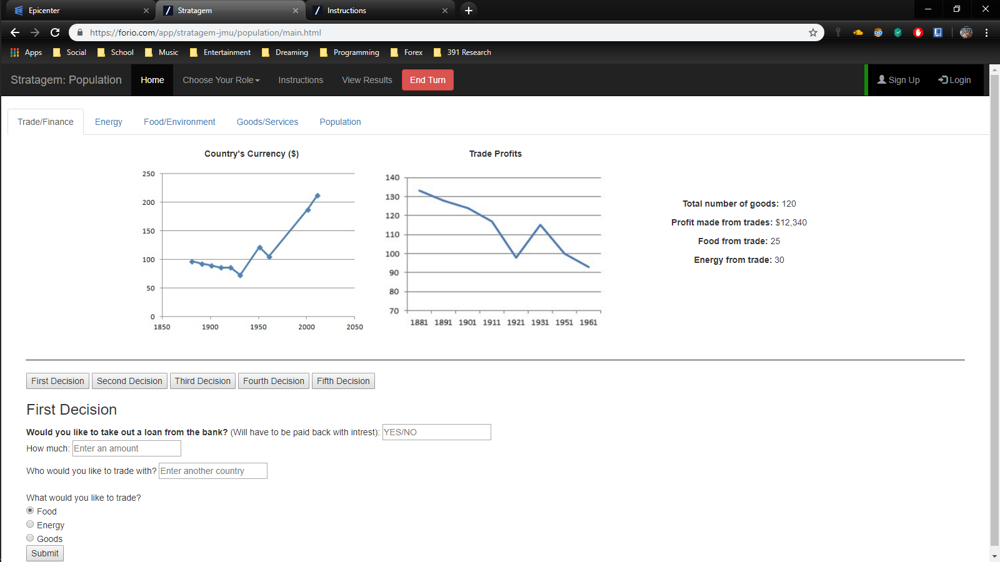 Epicenter
Stratagem
Instructions
https://forio.com/app/stratagem-jmu/population/main.html
Apps Social School Music Entertainment Dreaming Programming Forex 391 Research
Stratagem: Population Home Choose Your Role Instructions View Results End Turn Sign Up Login
Trade/Finance Energy Food/Environment Goods/Services Population
Country's Currency ($)
250
200
150
100
50
0
1850 1900 1950 2000 2050
Trade Profits
140
130
120
110
100
90
80
70
1881 1891 1901 1911 1921 1931 1951 1961
Total number of goods: 120
Profit made from trades: $12,340
Food from trade: 25
Energy from trade: 30
First Decision Second Decision Third Decision Fourth Decision Fifth Decision
First Decision
Would you like to take out a loan from the bank? (Will have to be paid back with intrest): YES/NO
How much: Enter an amount
Who would you like to trade with? Enter another country
What would you like to trade?
Food
Energy
Goods
Submit